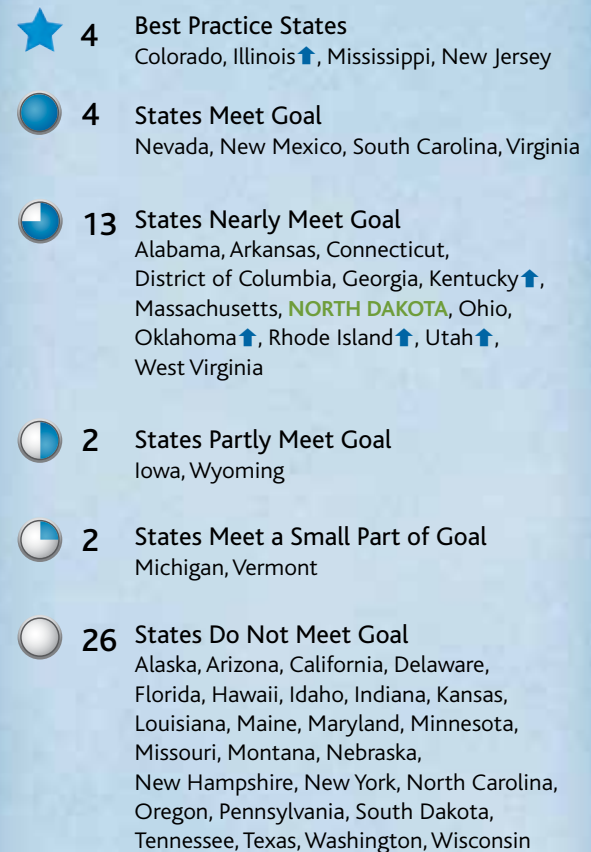 4 Best Practice States
Colorado, Illinois⬆, Mississippi, New Jersey
4 States Meet Goal
Nevada, New Mexico, South Carolina, Virginia
13 States Nearly Meet Goal
Alabama, Arkansas, Connecticut,
District of Columbia, Georgia, Kentucky⬆,
Massachusetts, NORTH DAKOTA, Ohio,
Oklahoma⬆, Rhode Island⬆, Utah⬆,
West Virginia
2 States Partly Meet Goal
Iowa, Wyoming
2 States Meet a Small Part of Goal
Michigan, Vermont
26 States Do Not Meet Goal
Alaska, Arizona, California, Delaware,
Florida, Hawaii, Idaho, Indiana, Kansas,
Louisiana, Maine, Maryland, Minnesota,
Missouri, Montana, Nebraska,
New Hampshire, New York, North Carolina,
Oregon, Pennsylvania, South Dakota,
Tennessee, Texas, Washington, Wisconsin